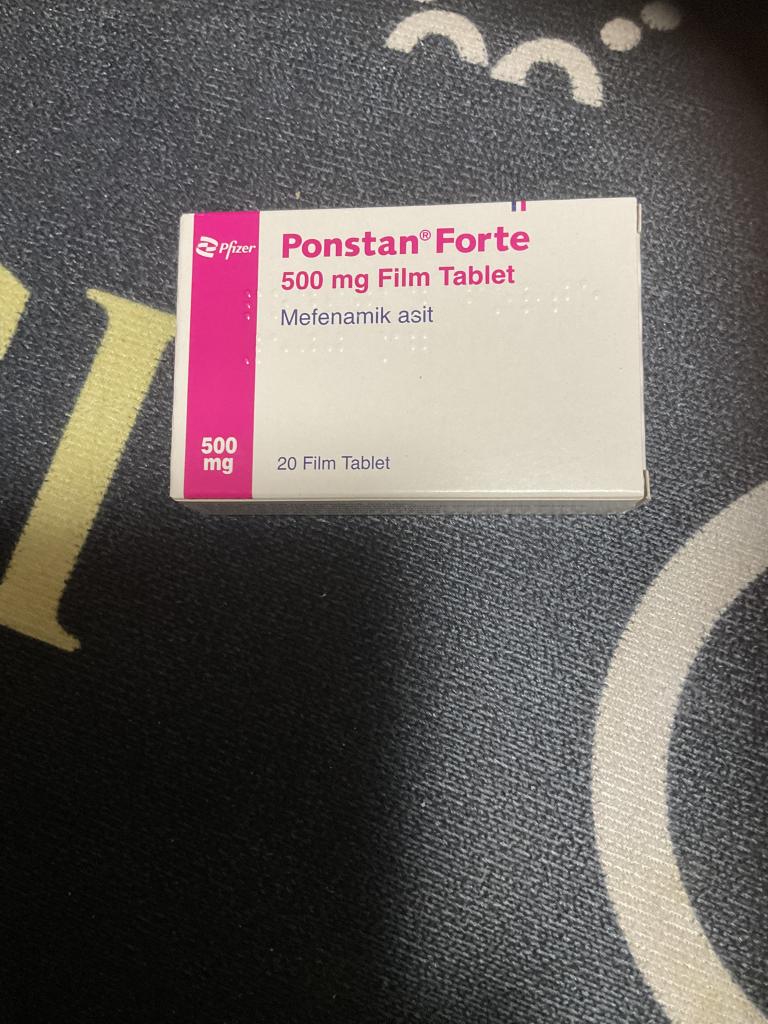 Pfizer
Ponstan® Forte
500 mg Film Tablet
Mefenamik asit
500
mg
20 Film Tablet